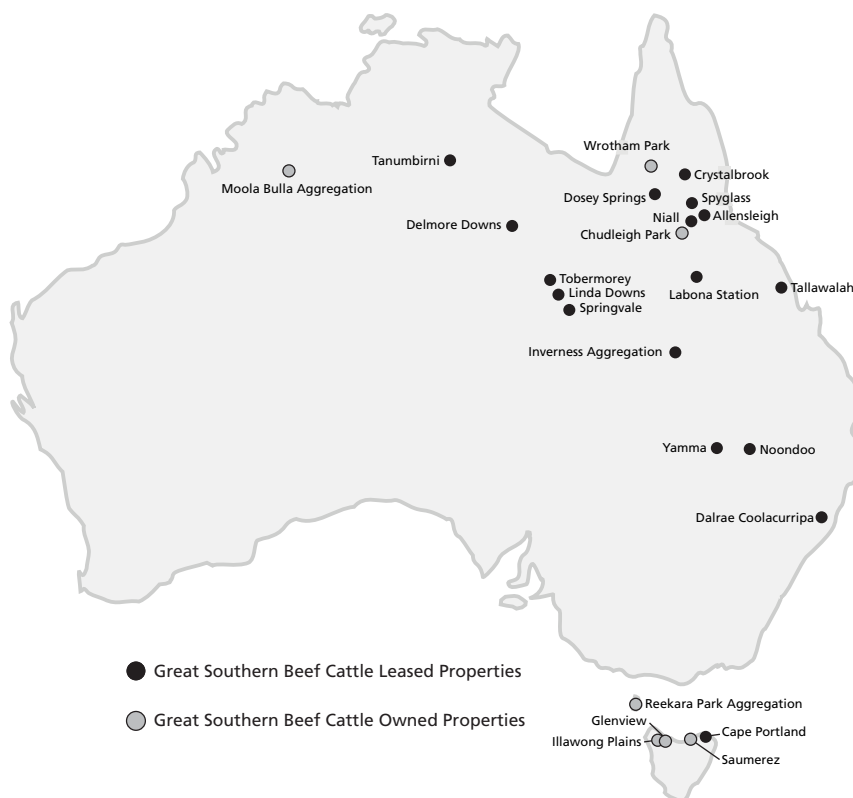 Wrotham Park
Tanumbirni
Crystalbrook
Moola Bulla Aggregation
Dosey Springs
Spyglass
Allensleigh
Niall
Delmore Downs
Chudleigh Park
Tobermorey
Linda Downs
Labona Station
Tallawalah
Springvale
Inverness Aggregation
Yamma
Noondoo
Dalrae Coolacurripa
Great Southern Beef Cattle Leased Properties
Great Southern Beef Cattle Owned Properties
Reekara Park Aggregation
Glenview
Cape Portland
Illawong Plains
Saumerez